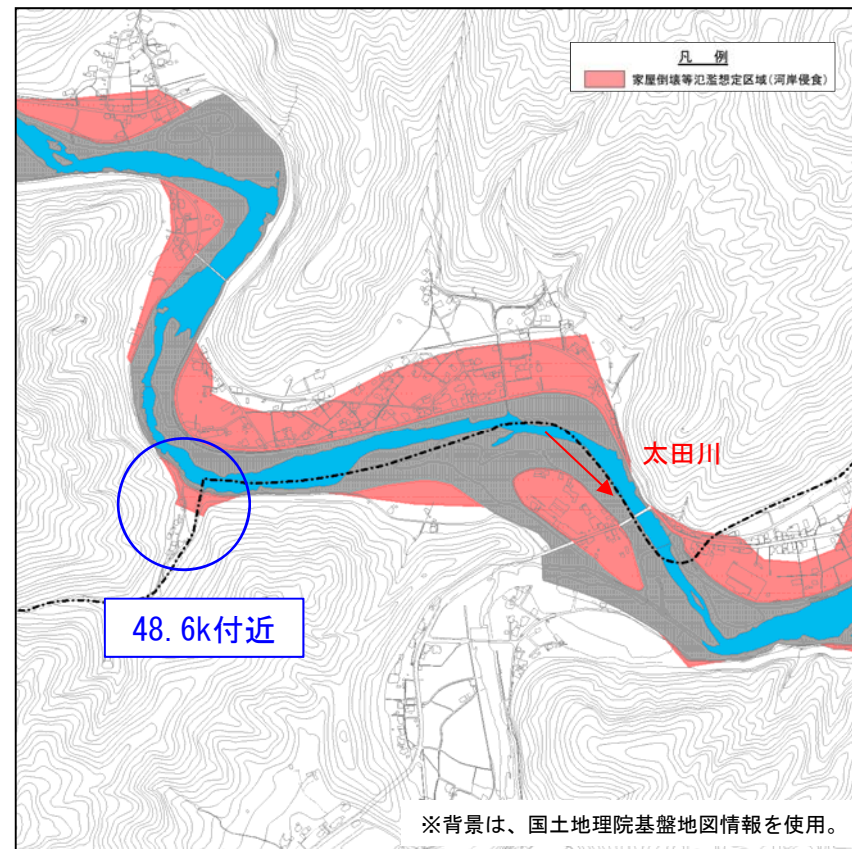 凡 例
家屋倒壊等氾濫想定区域(河岸侵食)
太田川
48.6k付近
※背景は、国土地理院基盤地図情報を使用。